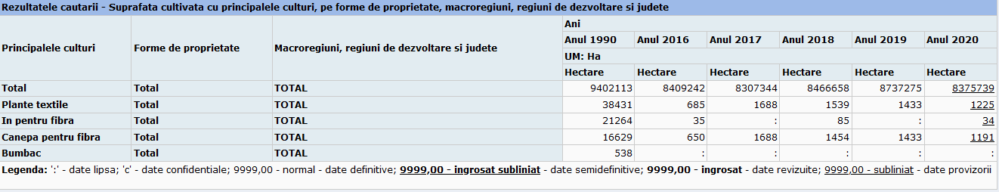 Rezultatele cautarii - Suprafata cultivata cu principalele culturi, pe forme de proprietate, macroregiuni, regiuni de dezvoltare si judete
Principalele culturi Forme de proprietate Macroregiuni, regiuni de dezvoltare si judete Ani
Anul 1990 Anul 2016 Anul 2017 Anul 2018 Anul 2019 Anul 2020
UM: Ha
Hectare Hectare Hectare Hectare Hectare Hectare
Total Total TOTAL 9402113 8409242 8307344 8466658 8737275 8375739
Plante textile Total TOTAL 38431 685 1688 1539 1433 1225
In pentru fibra Total TOTAL 21264 35 : 85 : 34
Canepa pentru fibra Total TOTAL 16629 650 1688 1454 1433 1191
Bumbac Total TOTAL 538 : : : : :
Legenda: ':' - date lipsa; 'c' - date confidentiale; 9999,00 - normal - date definitive; 9999,00 - ingrosat subliniat - date semidefinitive; 9999,00 - ingrosat - date revizuite; 9999,00 - subliniat - date provizorii